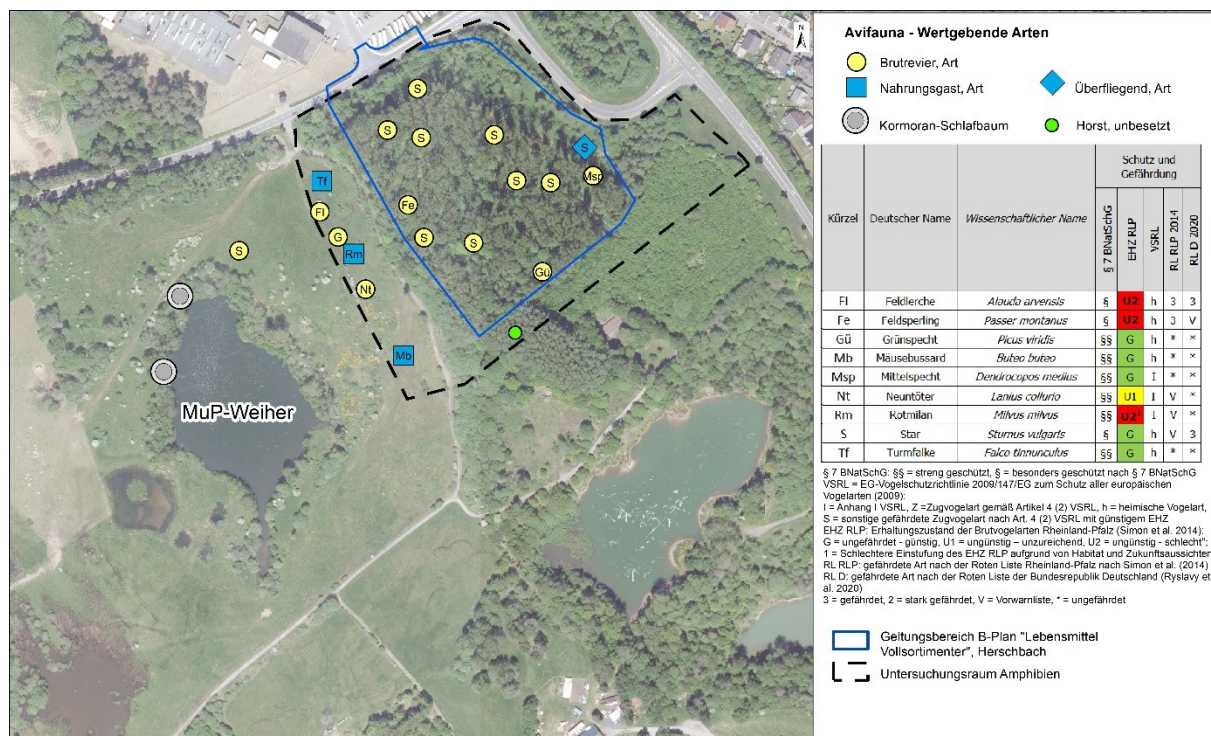 S
S
S
S
S
Msp
S
S
Tf
Fl
Fe
G
S
S
S
Rm
Gü
Nt
Mb
MuP-Weiher
N
Avifauna - Wertgebende Arten
Brutrevier, Art
Nahrungsgast, Art
Überfliegend, Art
Kormoran-Schlafbaum
Horst, unbesetzt
Schutz und
Gefährdung
Kürzel Deutscher Name Wissenschaftlicher Name § 7 BNatSchG EHZ RLP VSRL RL RLP 2014 RL D 2020
Fl Feldlerche Alauda arvensis § U2 h 3 3
Fe Feldsperling Passer montanus § U2 h 3 V
Gü Grünspecht Picus viridis §§ G h * *
Mb Mäusebussard Buteo buteo §§ G h * *
Msp Mittelspecht Dendrocopos medius §§ G I * *
Nt Neuntöter Lanius collurio §§ U1 I V *
Rm Rotmilan Milvus milvus §§ U2¹ I V *
S Star Sturnus vulgaris § G h V 3
Tf Turmfalke Falco tinnunculus §§ G h * *
§ 7 BNatSchG: §§ = streng geschützt, § = besonders geschützt nach § 7 BNatSchG
VSRL = EG-Vogelschutzrichtlinie 2009/147/EG zum Schutz aller europäischen
Vogelarten (2009):
I = Anhang I VSRL, Z =Zugvogelart gemäß Artikel 4 (2) VSRL, h = heimische Vogelart,
S = sonstige gefährdete Zugvogelart nach Art. 4 (2) VSRL mit günstigem EHZ
EHZ RLP: Erhaltungszustand der Brutvogelarten Rheinland-Pfalz (Simon et al. 2014):
G = ungefährdet - günstig, U1 = ungünstig – unzureichend, U2 = ungünstig - schlecht";
1 = Schlechtere Einstufung des EHZ RLP aufgrund von Habitat und Zukunftsaussichten
RL RLP: gefährdete Art nach der Roten Liste Rheinland-Pfalz nach Simon et al. (2014)
RL D: gefährdete Art nach der Roten Liste der Bundesrepublik Deutschland (Ryslavy et
al. 2020)
3 = gefährdet, 2 = stark gefährdet, V = Vorwarnliste, * = ungefährdet
Geltungsbereich B-Plan "Lebensmittel
Vollsortimenter", Herschbach
Untersuchungsraum Amphibien